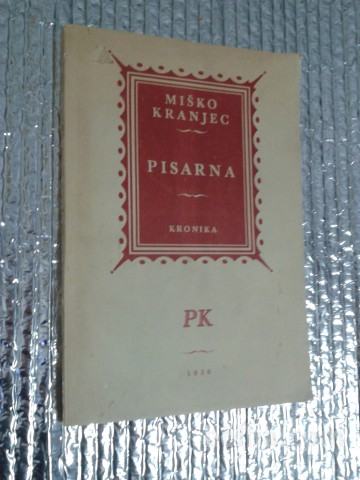 MIŠKO
KRANJEC
PISARNA
KRONIKA
PK